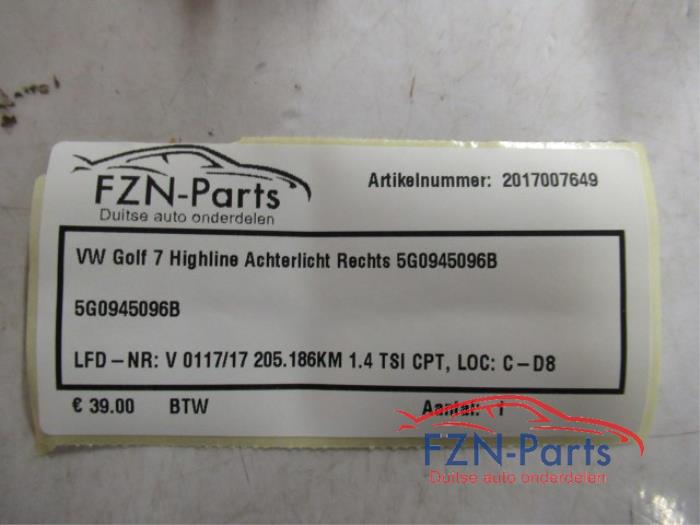 FZN-Parts
Duitse auto onderdelen
Artikelnummer: 2017007649
VW Golf 7 Highline Achterlicht Rechts 5G0945096B
5G0945096B
LFD-NR: V 0117/17 205.186KM 1.4 TSI CPT, LOC: C-D8
€ 39.00 BTW Aantal: 1
FZN-Parts
Duitse auto onderdelen